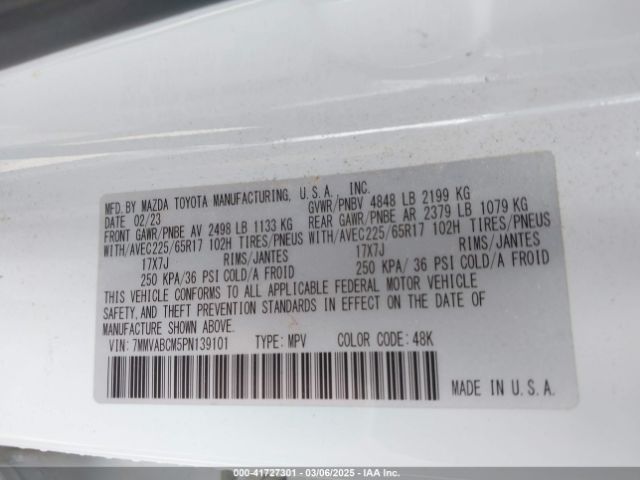 MFD. BY MAZDA TOYOTA MANUFACTURING, U.S.A., INC.
DATE 02/23 GVWR/PNBV 4848 LB 2199 KG
FRONT GAWR/PNBE AV 2498 LB 1133 KG REAR GAWR/PNBE AR 2379 LB 1079 KG
WITH/AVEC225/65R17 102H TIRES/PNEUS WITH/AVEC225/65R17 102H TIRES/PNEUS
17X7J RIMS/JANTES 17X7J RIMS/JANTES
250 KPA/36 PSI COLD/A FROID 250 KPA/ 36 PSI COLD/A FROID
THIS VEHICLE CONFORMS TO ALL APPLICABLE FEDERAL MOTOR VEHICLE
SAFETY, AND THEFT PREVENTION STANDARDS IN EFFECT ON THE DATE OF
MANUFACTURE SHOWN ABOVE.
VIN: 7MMVABCM5PN139101 TYPE: MPV COLOR CODE: 48K
MADE IN U.S.A.
000-41727301 - 03/06/2025 - IAA Inc.